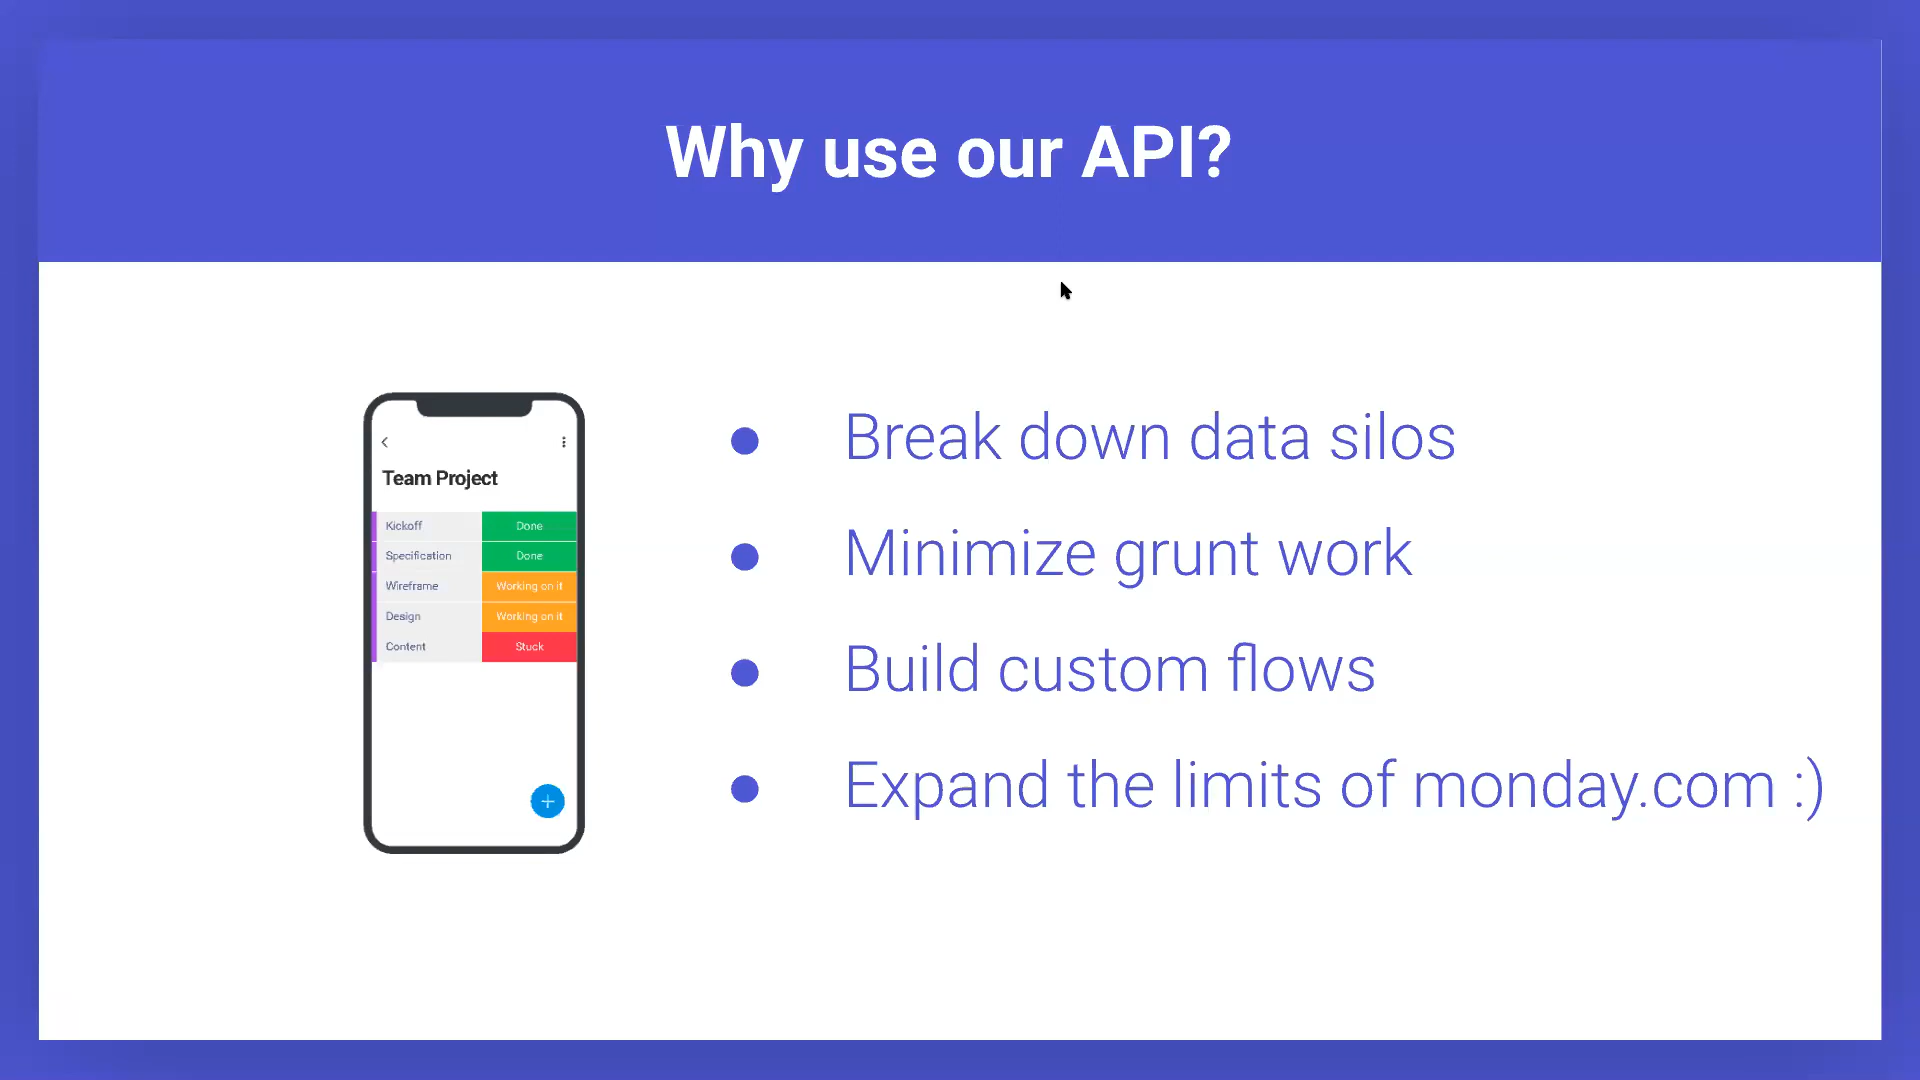 Why use our API?
Team Project
Kickoff Done
Specification Done
Wireframe Working on it
Design Working on it
Content Stuck
Break down data silos
Minimize grunt work
Build custom flows
Expand the limits of monday.com :)